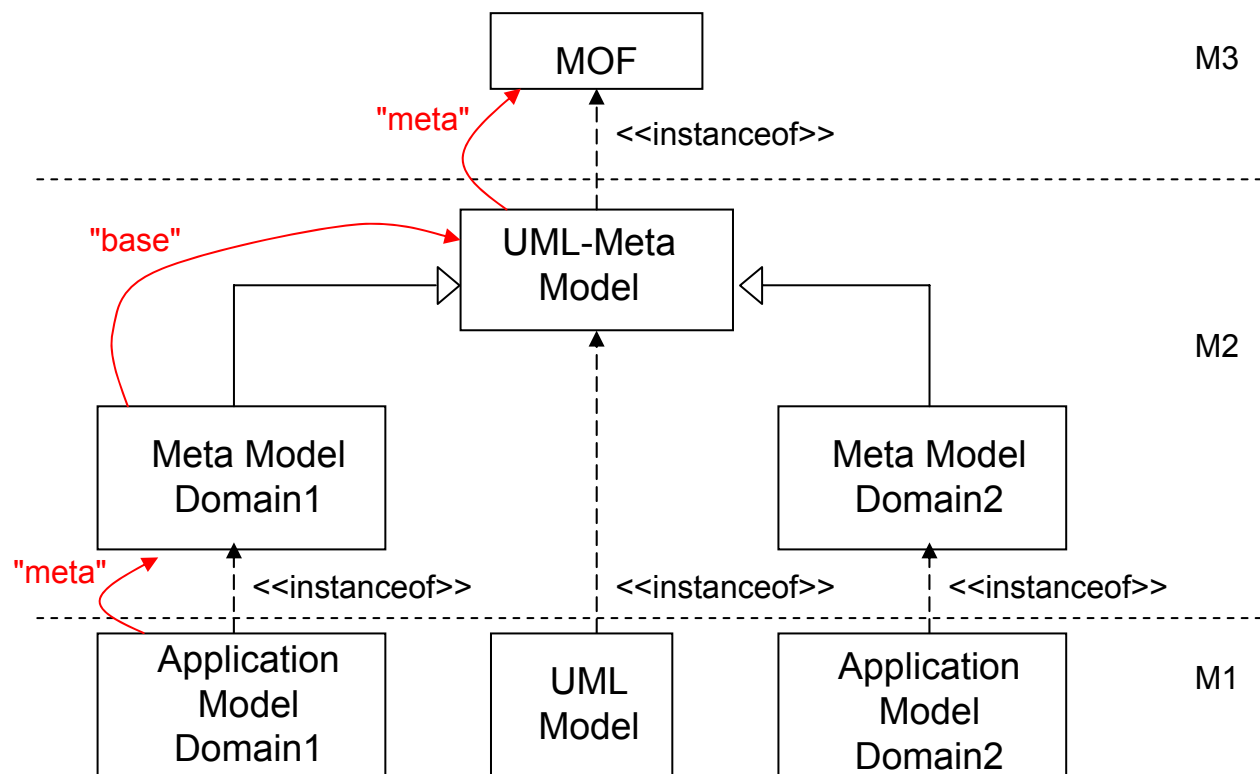 MOF
M3
"meta"
<<instanceof>>
"base"
UML-Meta
Model
M2
Meta Model
Domain1
Meta Model
Domain2
"meta"
<<instanceof>>
<<instanceof>>
<<instanceof>>
Application
Model
Domain1
UML
Model
Application
Model
Domain2
M1